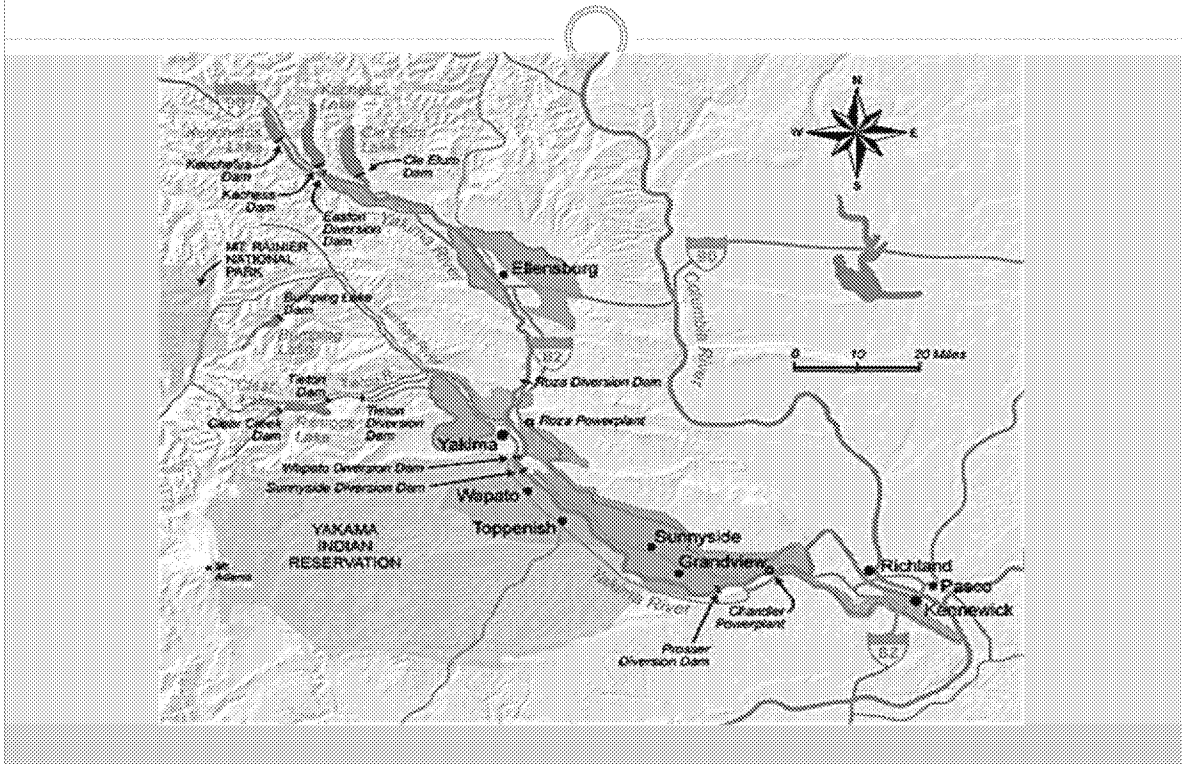 N
W
E
S
Keechelus
Dam
Kachess
Dam
Cle Elum
Dam
Easton
Diversion
Dam
Yakima River
MT RAINIER
NATIONAL
PARK
Ellensburg
90
Columbia River
Bumping Lake
Dam
82
0 10 20 Miles
Roza Diversion Dam
Tieton
Dam
Clear Creek
Dam
Tieton
Diversion
Dam
Roza Powerplant
Yakima
Wapato Diversion Dam
Sunnyside Diversion Dam
Wapato
Toppenish
Sunnyside
Grandview
YAKAMA
INDIAN
RESERVATION
Mt
Adams
River
Chandler
Powerplant
Prosser
Diversion Dam
Richland
Pasco
Kennewick
82